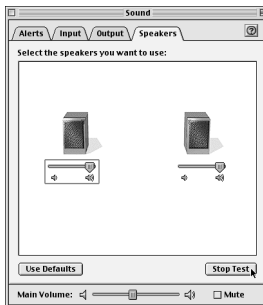 Sound
Alerts Input Output Speakers ?
Select the speakers you want to use:
Use Defaults Stop Test
Main Volume: Mute